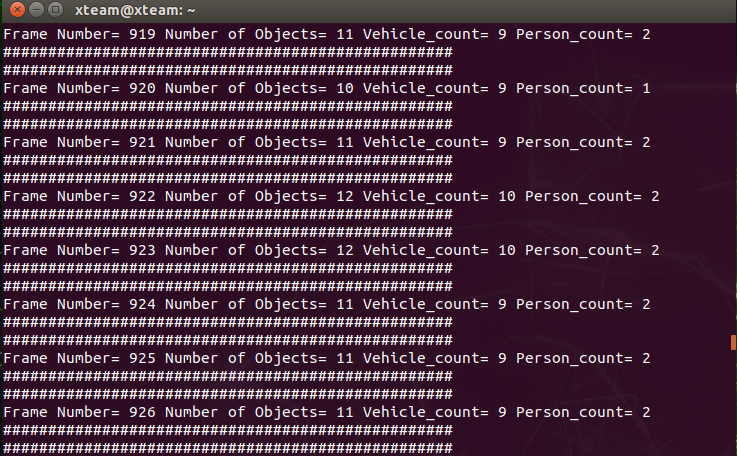 xteam@xteam: ~
Frame Number= 919 Number of Objects= 11 Vehicle_count= 9 Person_count= 2
##################################################
##################################################
Frame Number= 920 Number of Objects= 10 Vehicle_count= 9 Person_count= 1
##################################################
##################################################
Frame Number= 921 Number of Objects= 11 Vehicle_count= 9 Person_count= 2
##################################################
##################################################
Frame Number= 922 Number of Objects= 12 Vehicle_count= 10 Person_count= 2
##################################################
##################################################
Frame Number= 923 Number of Objects= 12 Vehicle_count= 10 Person_count= 2
##################################################
##################################################
Frame Number= 924 Number of Objects= 11 Vehicle_count= 9 Person_count= 2
##################################################
##################################################
Frame Number= 925 Number of Objects= 11 Vehicle_count= 9 Person_count= 2
##################################################
##################################################
Frame Number= 926 Number of Objects= 11 Vehicle_count= 9 Person_count= 2
##################################################
##################################################